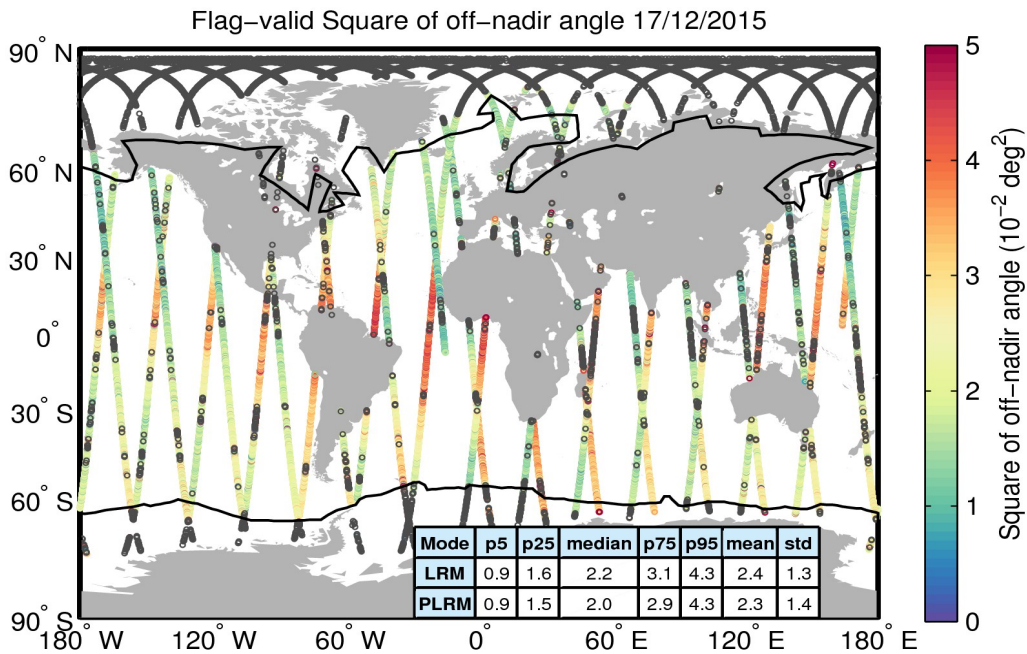 Flag−valid Square of off−nadir angle 17/12/2015
90° N
60° N
30° N
0°
30° S
60° S
90° S
180° W
120° W
60° W
0°
60° E
120° E
180° E
Mode p5 p25 median p75 p95 mean std
LRM 0.9 1.6 2.2 3.1 4.3 2.4 1.3
PLRM 0.9 1.5 2.0 2.9 4.3 2.3 1.4
5
4
3
2
1
0
Square of off−nadir angle (10⁻² deg²)